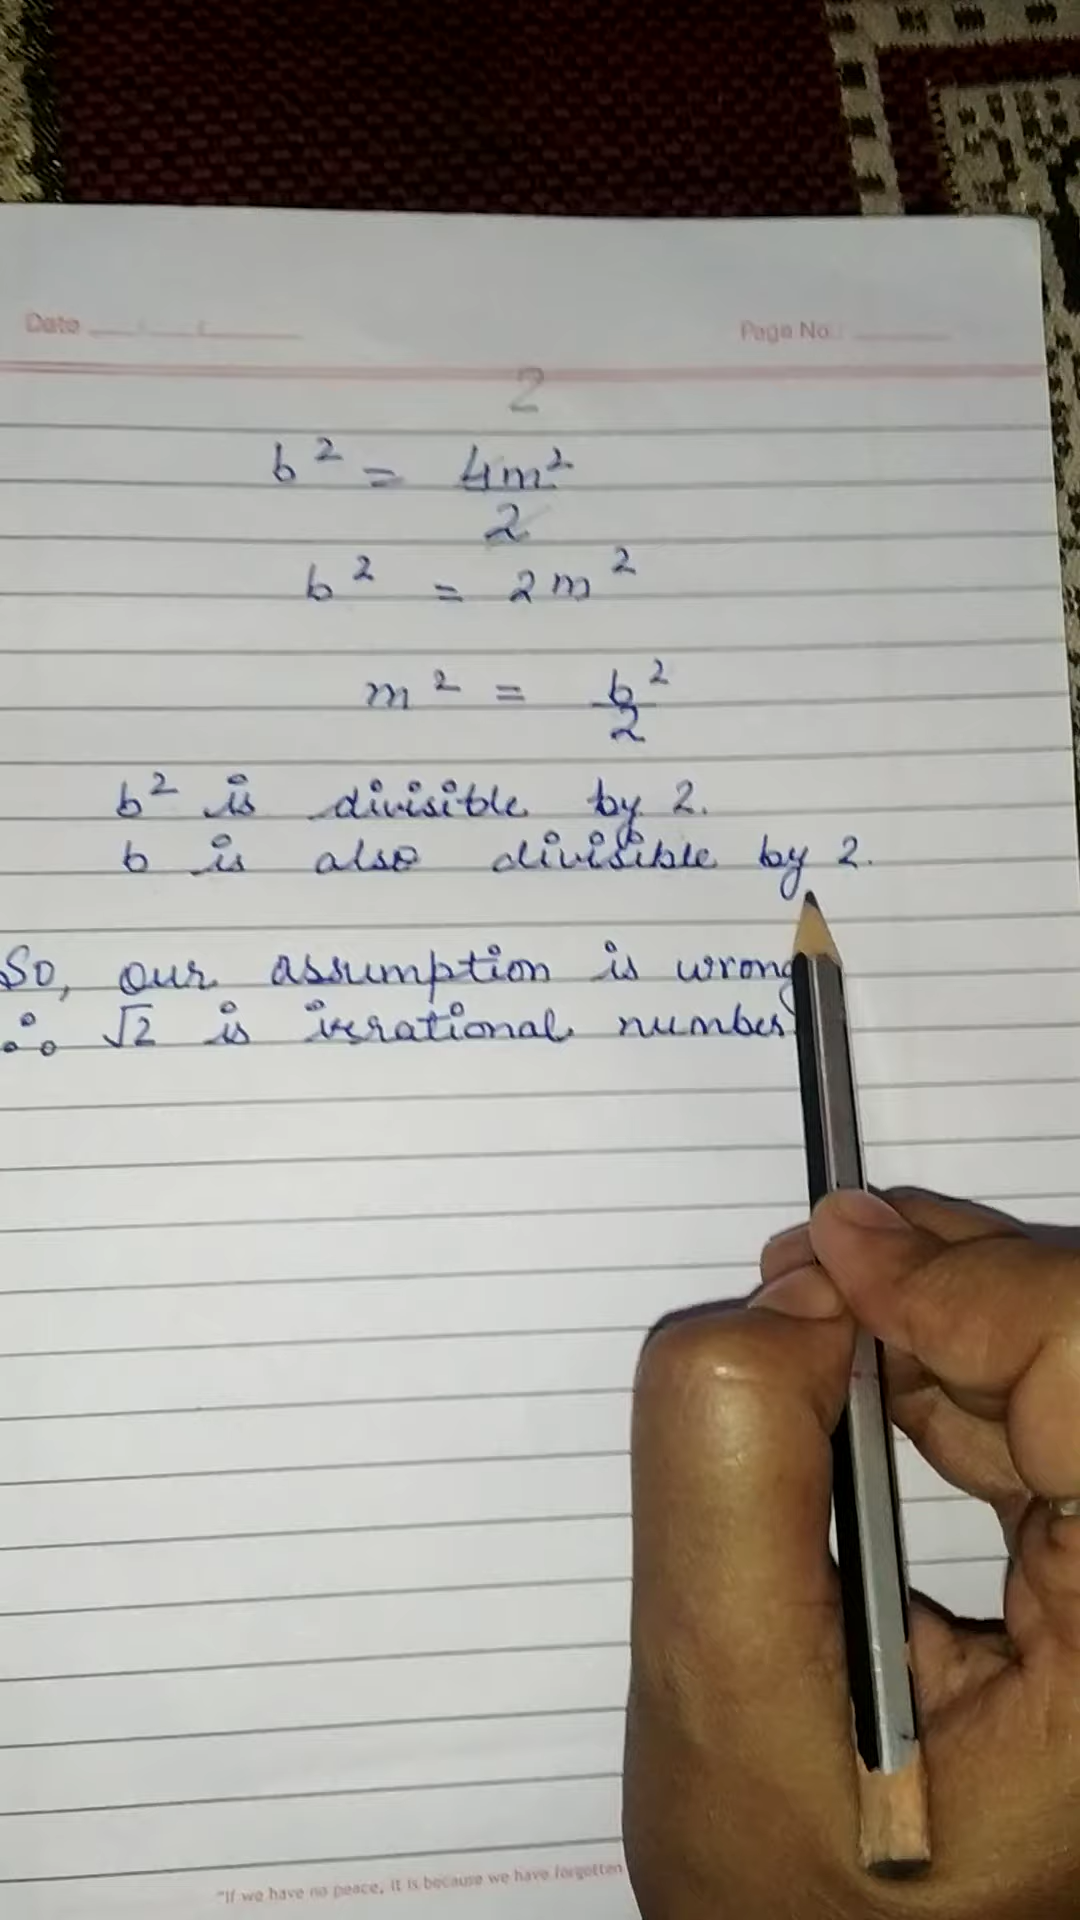 Date
Page No.
2
b² = 4m²
2
b² = 2m²
m² = b²
2
b² is divisible by 2.
b is also divisible by 2.
So, our assumption is wrong
∴ √2 is irrational number
"If we have no peace, it is because we have forgotten